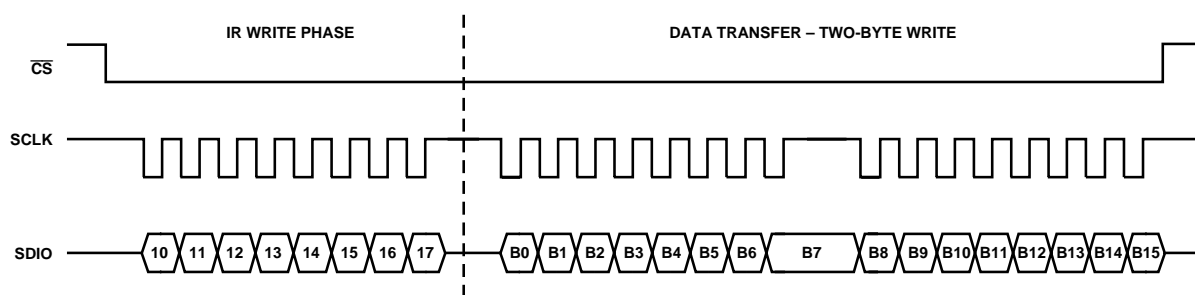 IR WRITE PHASE
DATA TRANSFER – TWO-BYTE WRITE
CS
SCLK
SDIO
10 11 12 13 14 15 16 17 B0 B1 B2 B3 B4 B5 B6 B7 B8 B9 B10 B11 B12 B13 B14 B15